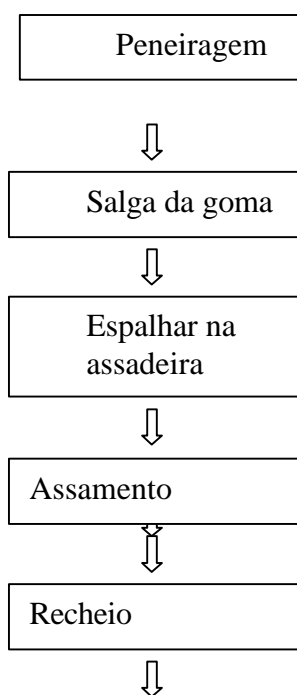 Peneiragem
Salga da goma
Espalhar na
assadeira
Assamento
Recheio